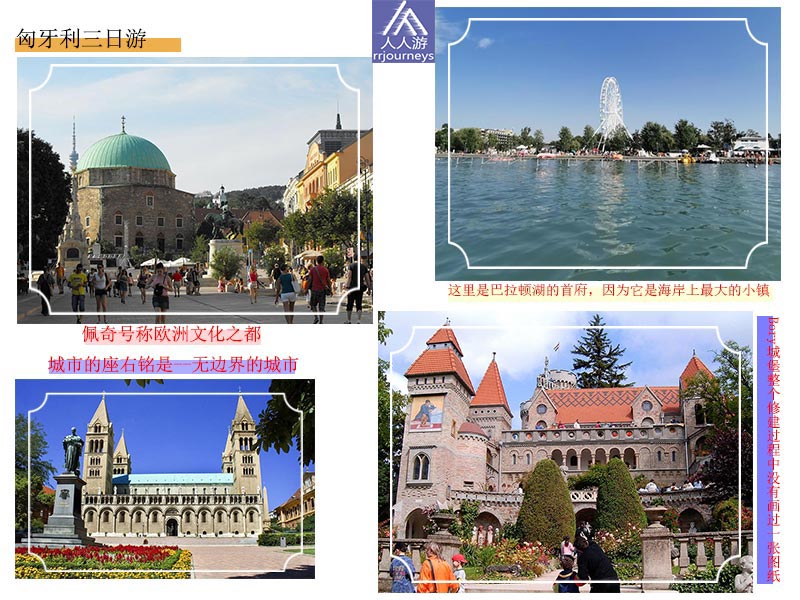 匈牙利三日游
人人游
rrjourneys
这里是巴拉顿湖的首府，因为它是海岸上最大的小镇
佩奇号称欧洲文化之都
城市的座右铭是--无边界的城市
Bory城堡整个修建过程中没有画过一张图纸